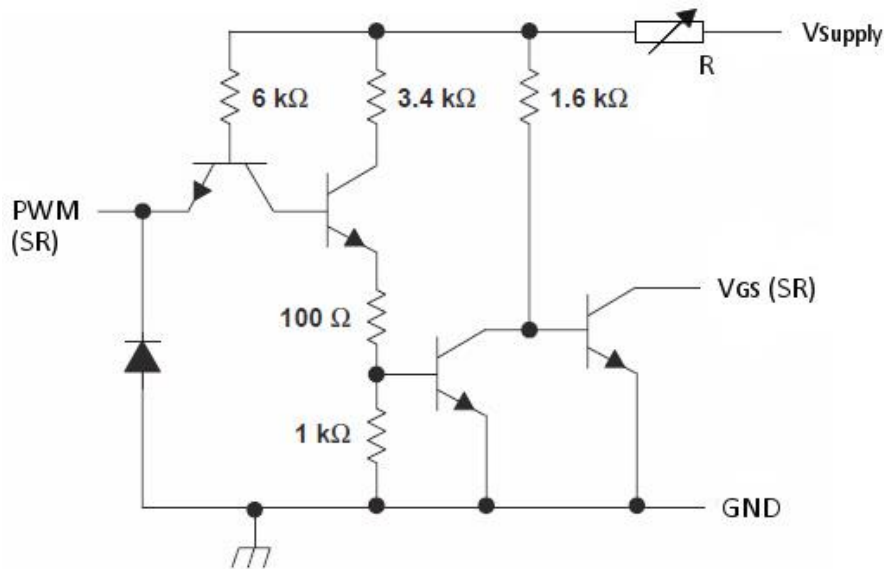 VSupply
R
6 kΩ
3.4 kΩ
1.6 kΩ
PWM
(SR)
VGS (SR)
100 Ω
1 kΩ
GND